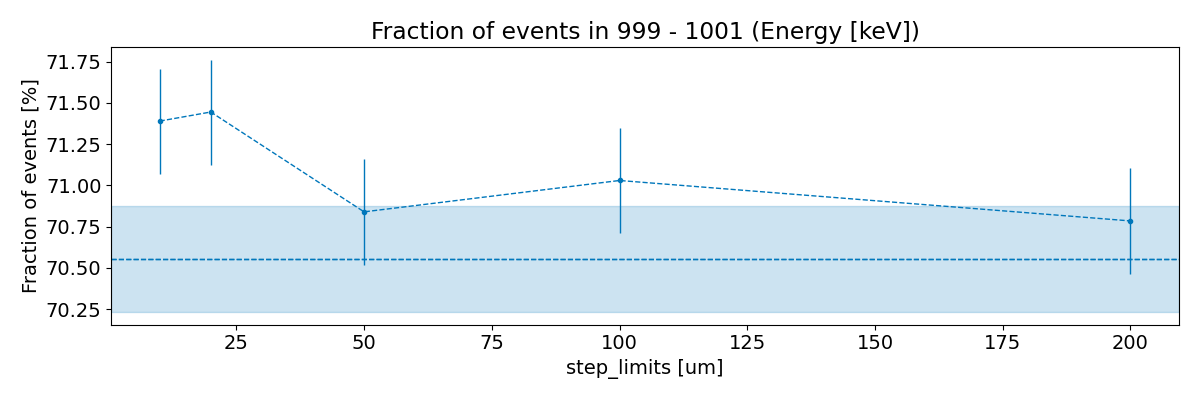 Fraction of events in 999 - 1001 (Energy [keV])
Fraction of events [%]
71.75
71.50
71.25
71.00
70.75
70.50
70.25
25 50 75 100 125 150 175 200
step_limits [um]